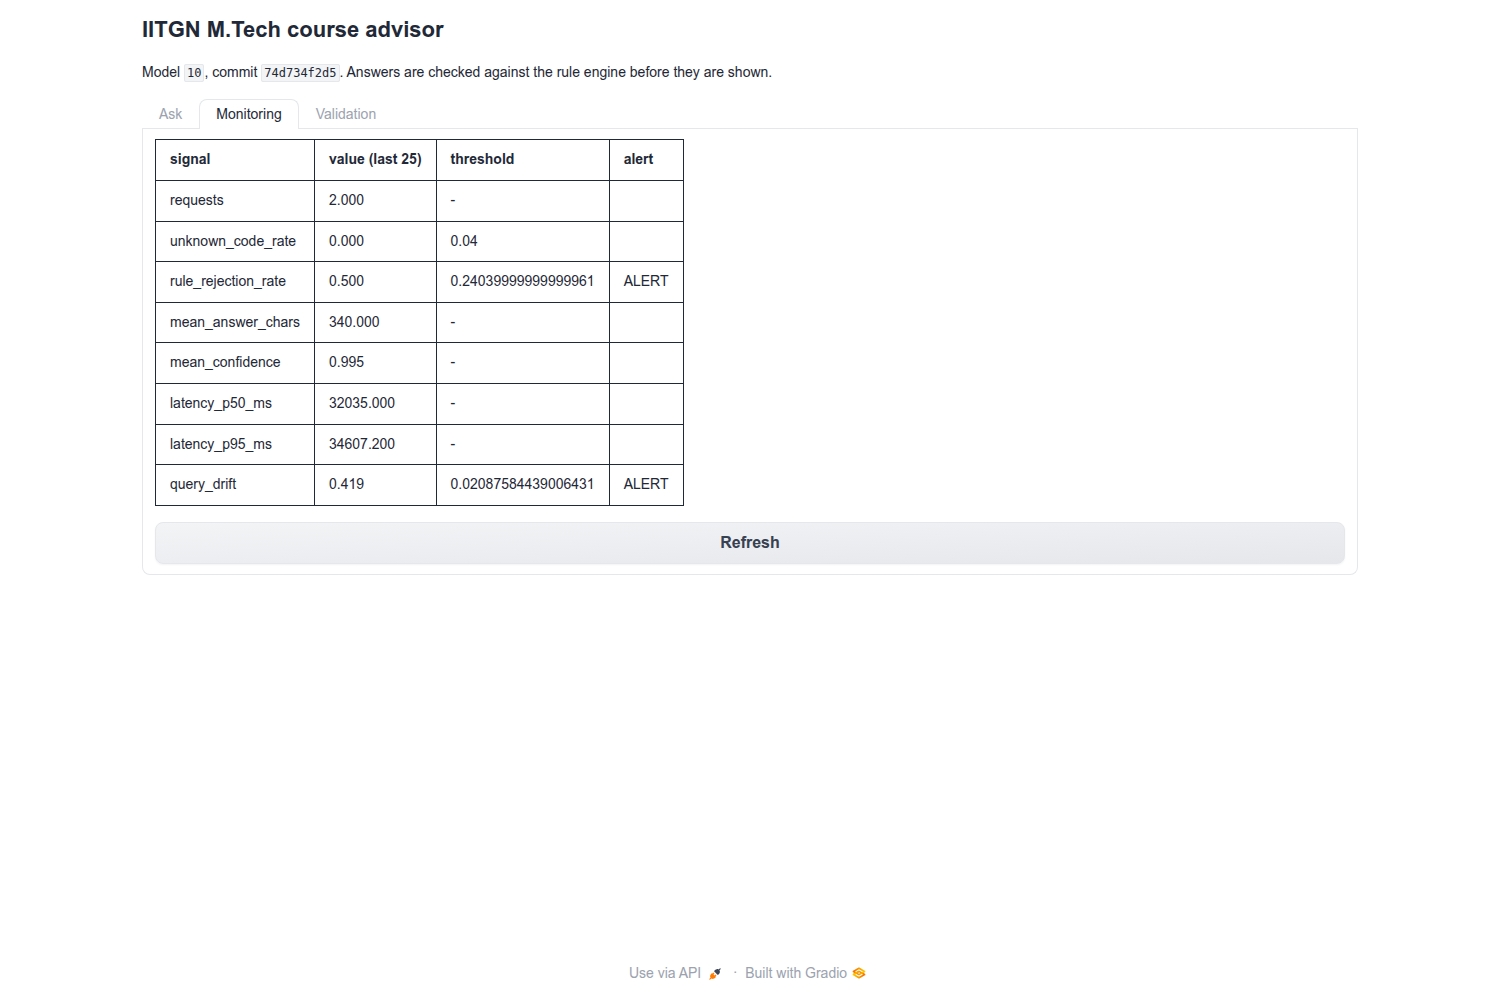 IITGN M.Tech course advisor
Model 10, commit 74d734f2d5. Answers are checked against the rule engine before they are shown.
Ask Monitoring Validation
signal value (last 25) threshold alert
requests 2.000 -
unknown_code_rate 0.000 0.04
rule_rejection_rate 0.500 0.24039999999999961 ALERT
mean_answer_chars 340.000 -
mean_confidence 0.995 -
latency_p50_ms 32035.000 -
latency_p95_ms 34607.200 -
query_drift 0.419 0.02087584439006431 ALERT
Refresh
Use via API · Built with Gradio